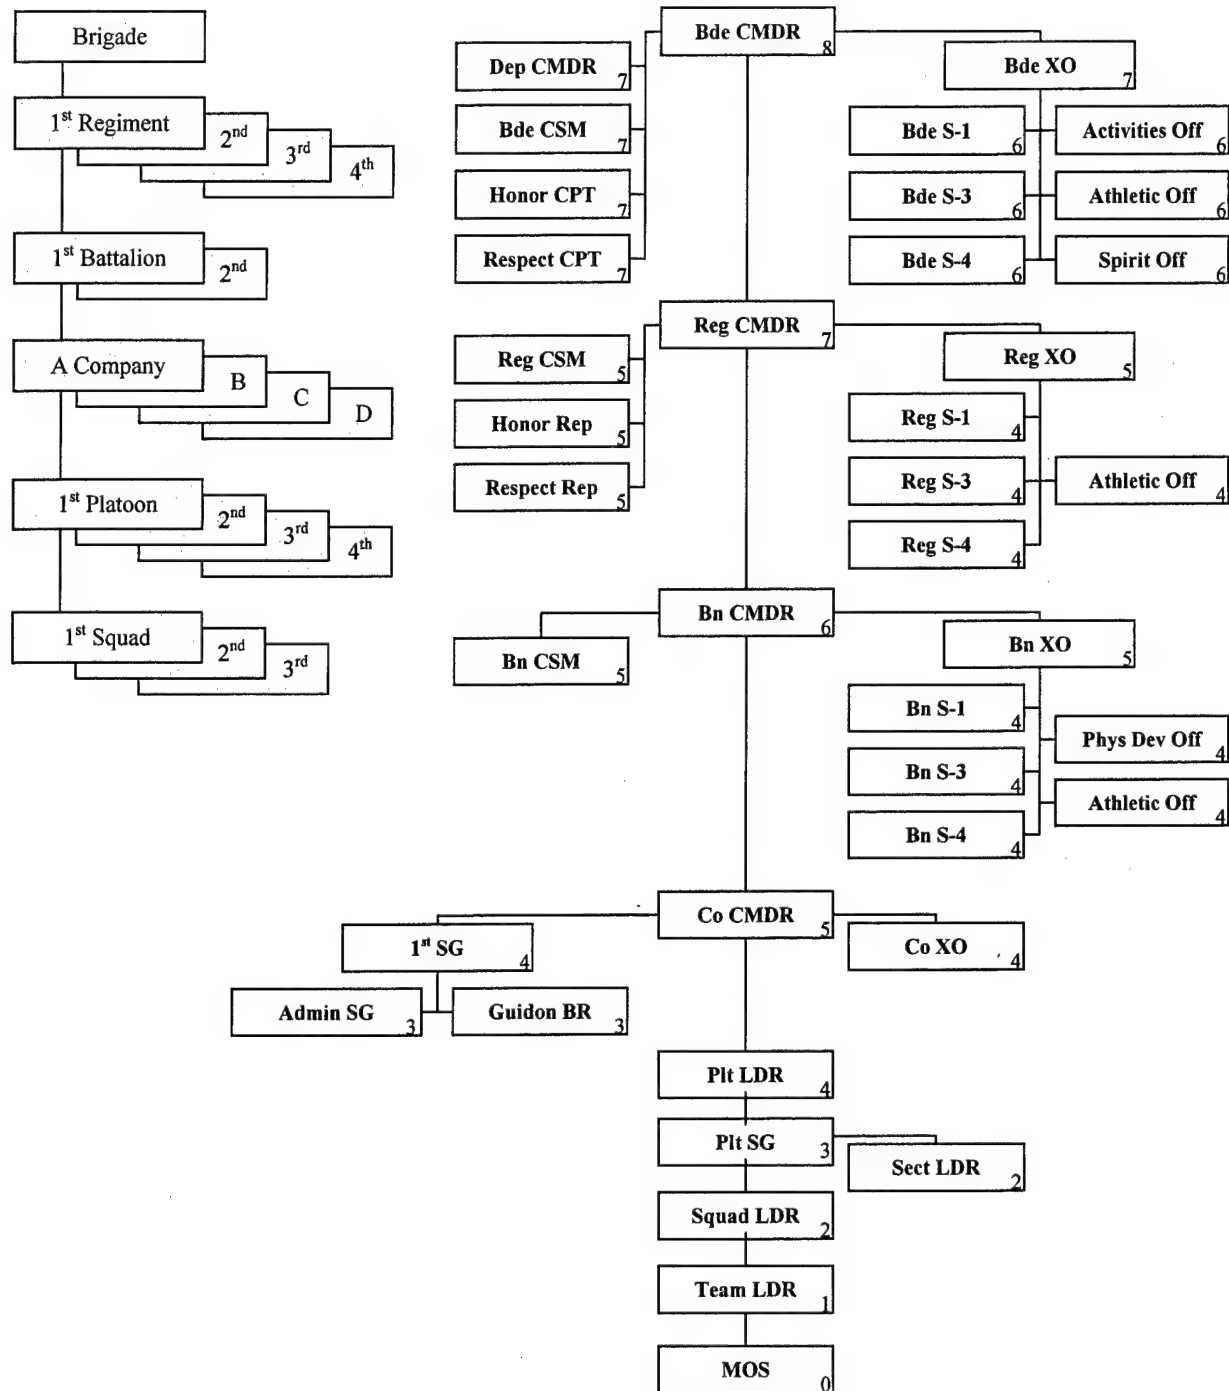 Brigade
1st Regiment
2nd
3rd
4th
1st Battalion
2nd
A Company
B
C
D
1st Platoon
2nd
3rd
4th
1st Squad
2nd
3rd
Bde CMDR 8
Dep CMDR 7
Bde CSM 7
Honor CPT 7
Respect CPT 7
Bde XO 7
Bde S-1 6
Activities Off 6
Bde S-3 6
Athletic Off 6
Bde S-4 6
Spirit Off 6
Reg CMDR 7
Reg CSM 5
Honor Rep 5
Respect Rep 5
Reg XO 5
Reg S-1 4
Reg S-3 4
Athletic Off 4
Reg S-4 4
Bn CMDR 6
Bn CSM 5
Bn XO 5
Bn S-1 4
Phys Dev Off 4
Bn S-3 4
Athletic Off 4
Bn S-4 4
Co CMDR 5
1st SG 4
Co XO 4
Admin SG 3
Guidon BR 3
Plt LDR 4
Plt SG 3
Sect LDR 2
Squad LDR 2
Team LDR 1
MOS 0